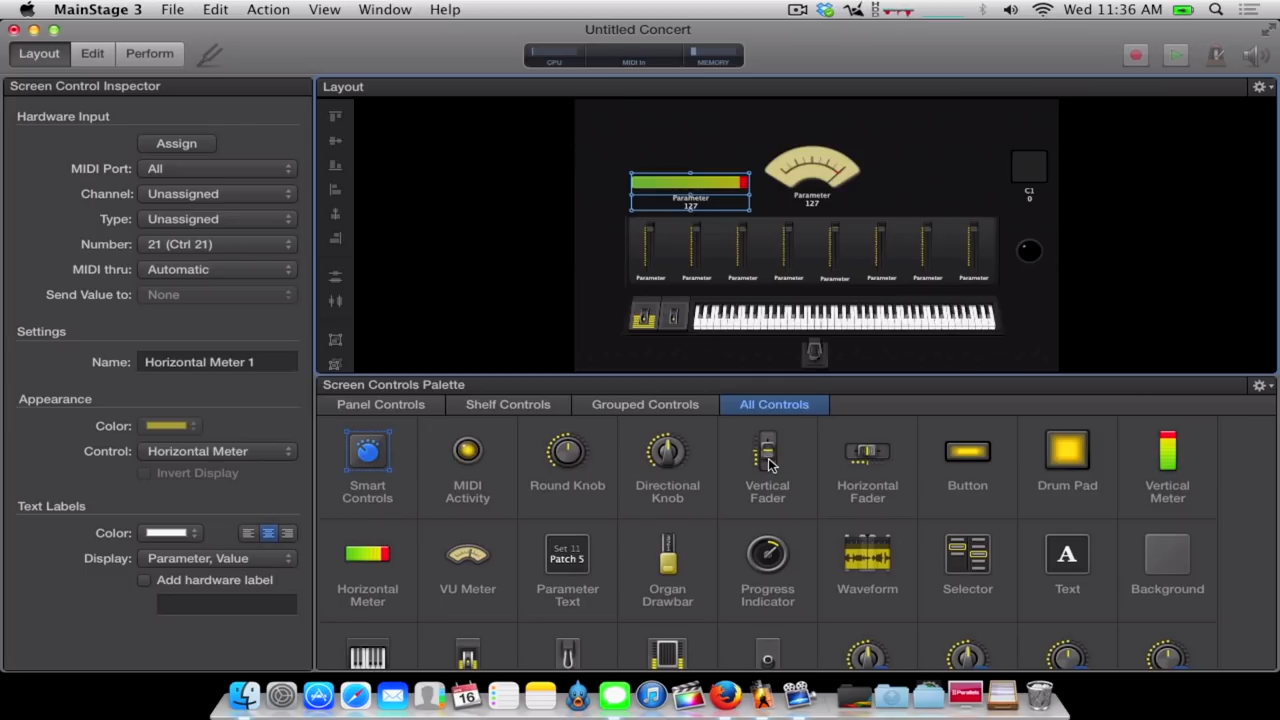 MainStage 3 File Edit Action View Window Help Wed 11:36 AM
Untitled Concert
Layout Edit Perform
CPU MIDI In MEMORY
Screen Control Inspector
Hardware Input
Assign
MIDI Port: All
Channel: Unassigned
Type: Unassigned
Number: 21 (Ctrl 21)
MIDI thru: Automatic
Send Value to: None
Settings
Name: Horizontal Meter 1
Appearance
Color:
Control: Horizontal Meter
Invert Display
Text Labels
Color:
Display: Parameter, Value
Add hardware label
Layout
Parameter
127
Parameter
127
C1
0
Parameter Parameter Parameter Parameter Parameter Parameter Parameter Parameter
Screen Controls Palette
Panel Controls Shelf Controls Grouped Controls All Controls
Smart Controls
MIDI Activity
Round Knob
Directional Knob
Vertical Fader
Horizontal Fader
Button
Drum Pad
Vertical Meter
Horizontal Meter
VU Meter
Set 11
Patch 5
Parameter Text
Organ Drawbar
Progress Indicator
Waveform
Selector
A
Text
Background
16
Parallels